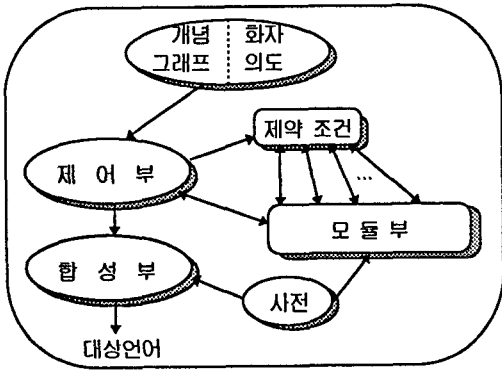 개념 화자
그래프 의도
제약 조건
제 어 부
...
모 듈 부
합 성 부
사전
대상언어